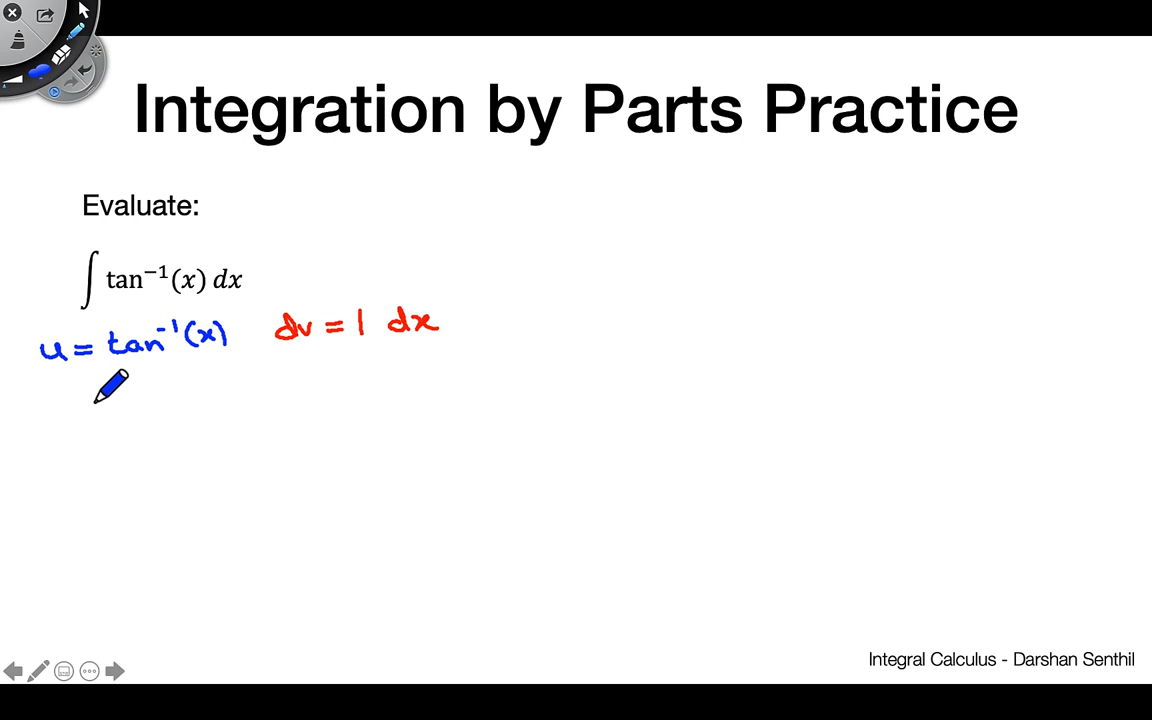 Integration by Parts Practice
Evaluate:
∫ tan⁻¹(x) dx
u = tan⁻¹(x) dv = 1 dx
Integral Calculus - Darshan Senthil